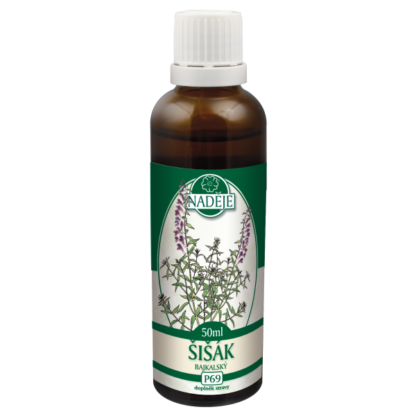 NADĚJE
50ml
ŠIŠÁK
BAJKALSKÝ
P69
doplněk stravy